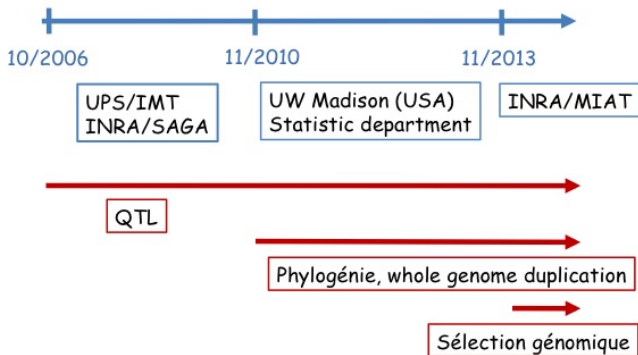 10/2006 11/2010 11/2013
UPS/IMT
INRA/SAGA
UW Madison (USA)
Statistic department
INRA/MIAT
QTL
Phylogénie, whole genome duplication
Sélection génomique